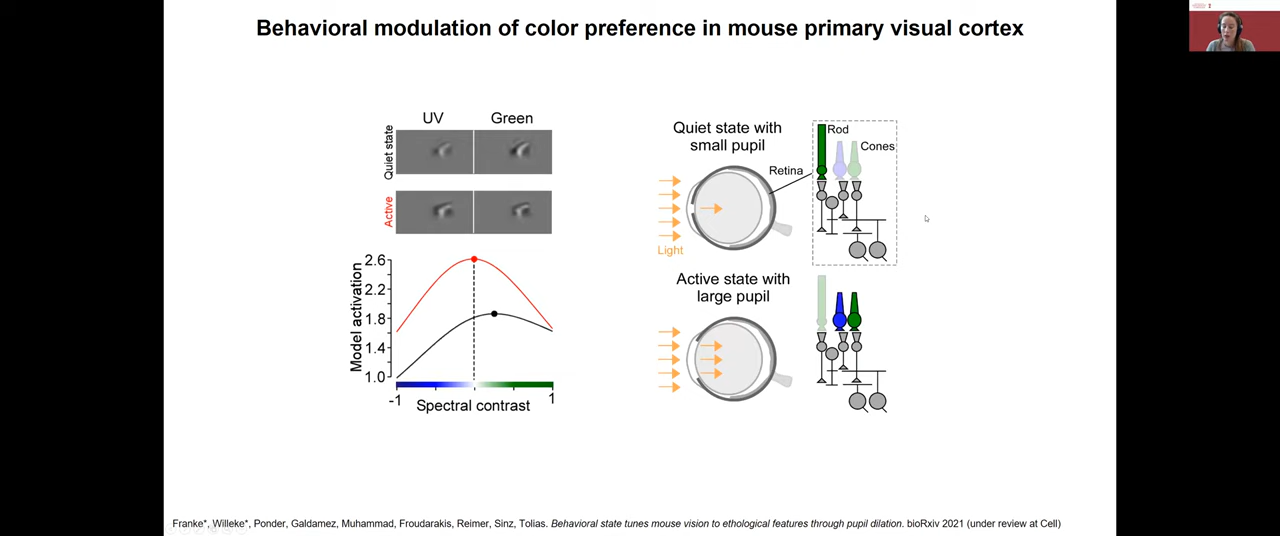 Behavioral modulation of color preference in mouse primary visual cortex
UV Green
Quiet state
Active
Model activation
2.6
2.2
1.8
1.4
1.0
-1 1
Spectral contrast
Quiet state with
small pupil
Retina
Light
Rod
Cones
Active state with
large pupil
Franke*, Willeke*, Ponder, Galdamez, Muhammad, Froudarakis, Reimer, Sinz, Tolias. Behavioral state tunes mouse vision to ethological features through pupil dilation. bioRxiv 2021 (under review at Cell)